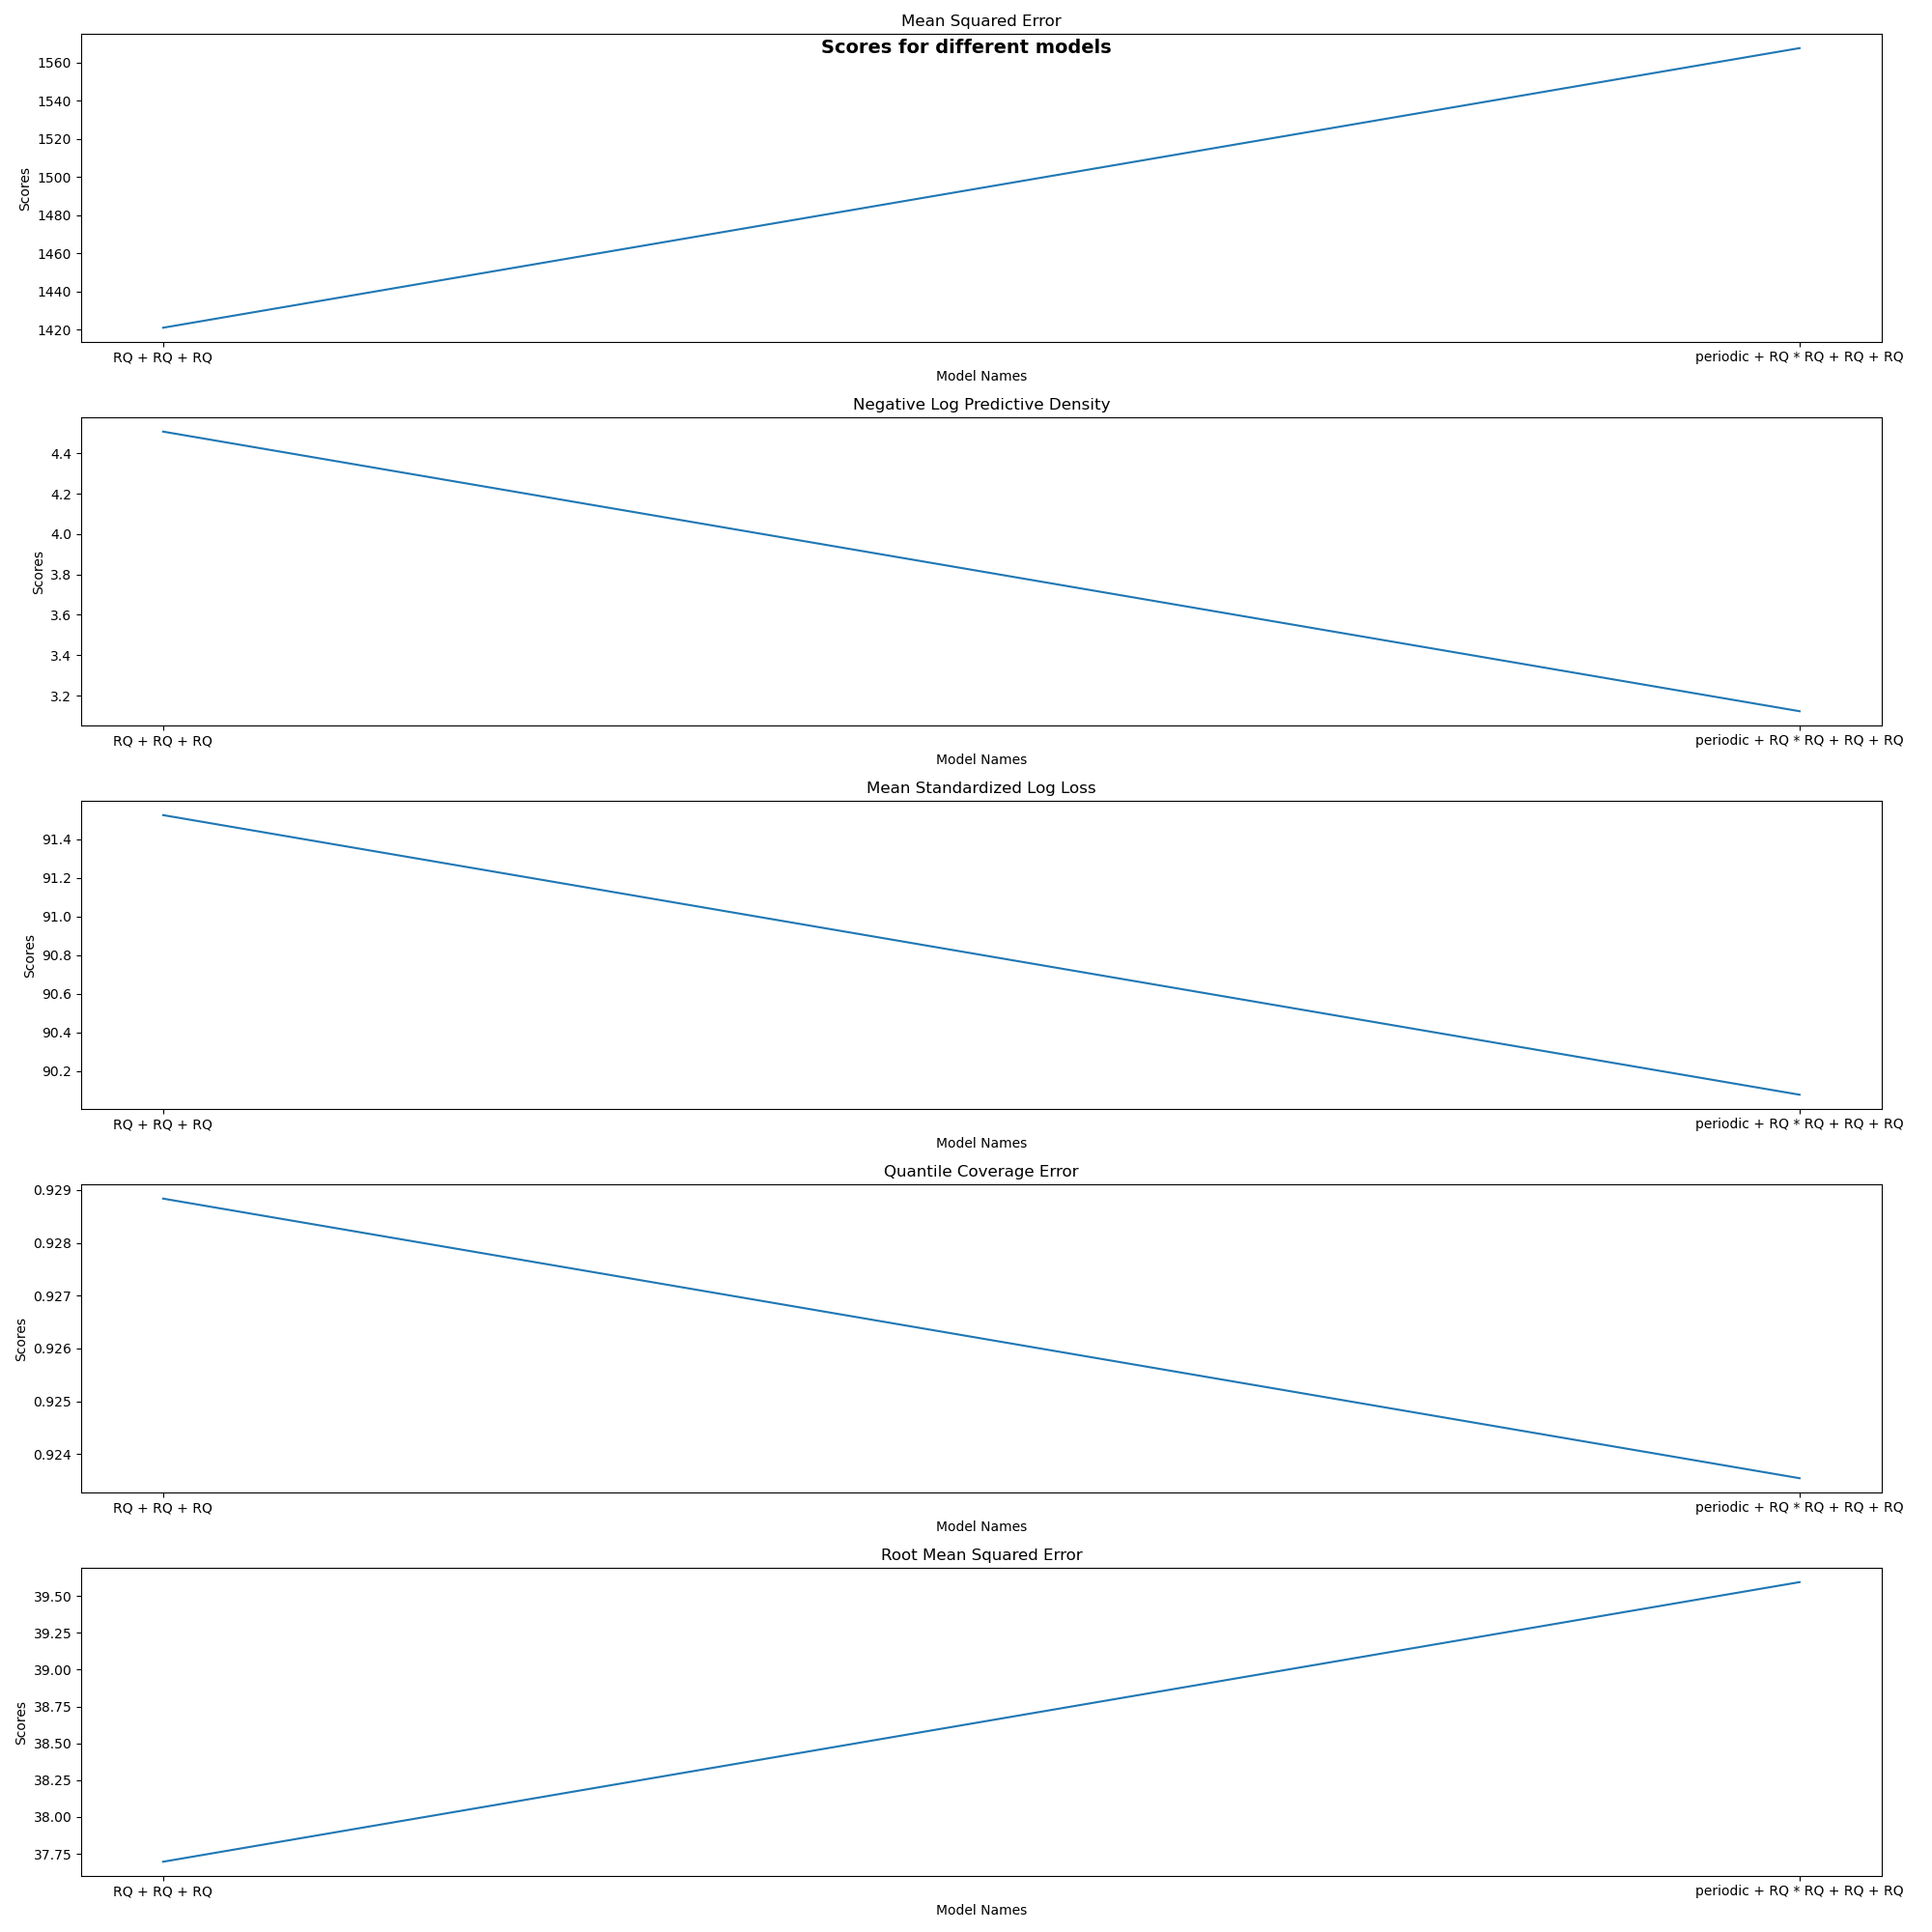 Mean Squared Error
Scores for different models
1560
1540
1520
1500
1480
1460
1440
1420
Scores
RQ + RQ + RQ
periodic + RQ * RQ + RQ + RQ
Model Names
Negative Log Predictive Density
4.4
4.2
4.0
3.8
3.6
3.4
3.2
Scores
RQ + RQ + RQ
periodic + RQ * RQ + RQ + RQ
Model Names
Mean Standardized Log Loss
91.4
91.2
91.0
90.8
90.6
90.4
90.2
Scores
RQ + RQ + RQ
periodic + RQ * RQ + RQ + RQ
Model Names
Quantile Coverage Error
0.929
0.928
0.927
0.926
0.925
0.924
Scores
RQ + RQ + RQ
periodic + RQ * RQ + RQ + RQ
Model Names
Root Mean Squared Error
39.50
39.25
39.00
38.75
38.50
38.25
38.00
37.75
Scores
RQ + RQ + RQ
periodic + RQ * RQ + RQ + RQ
Model Names